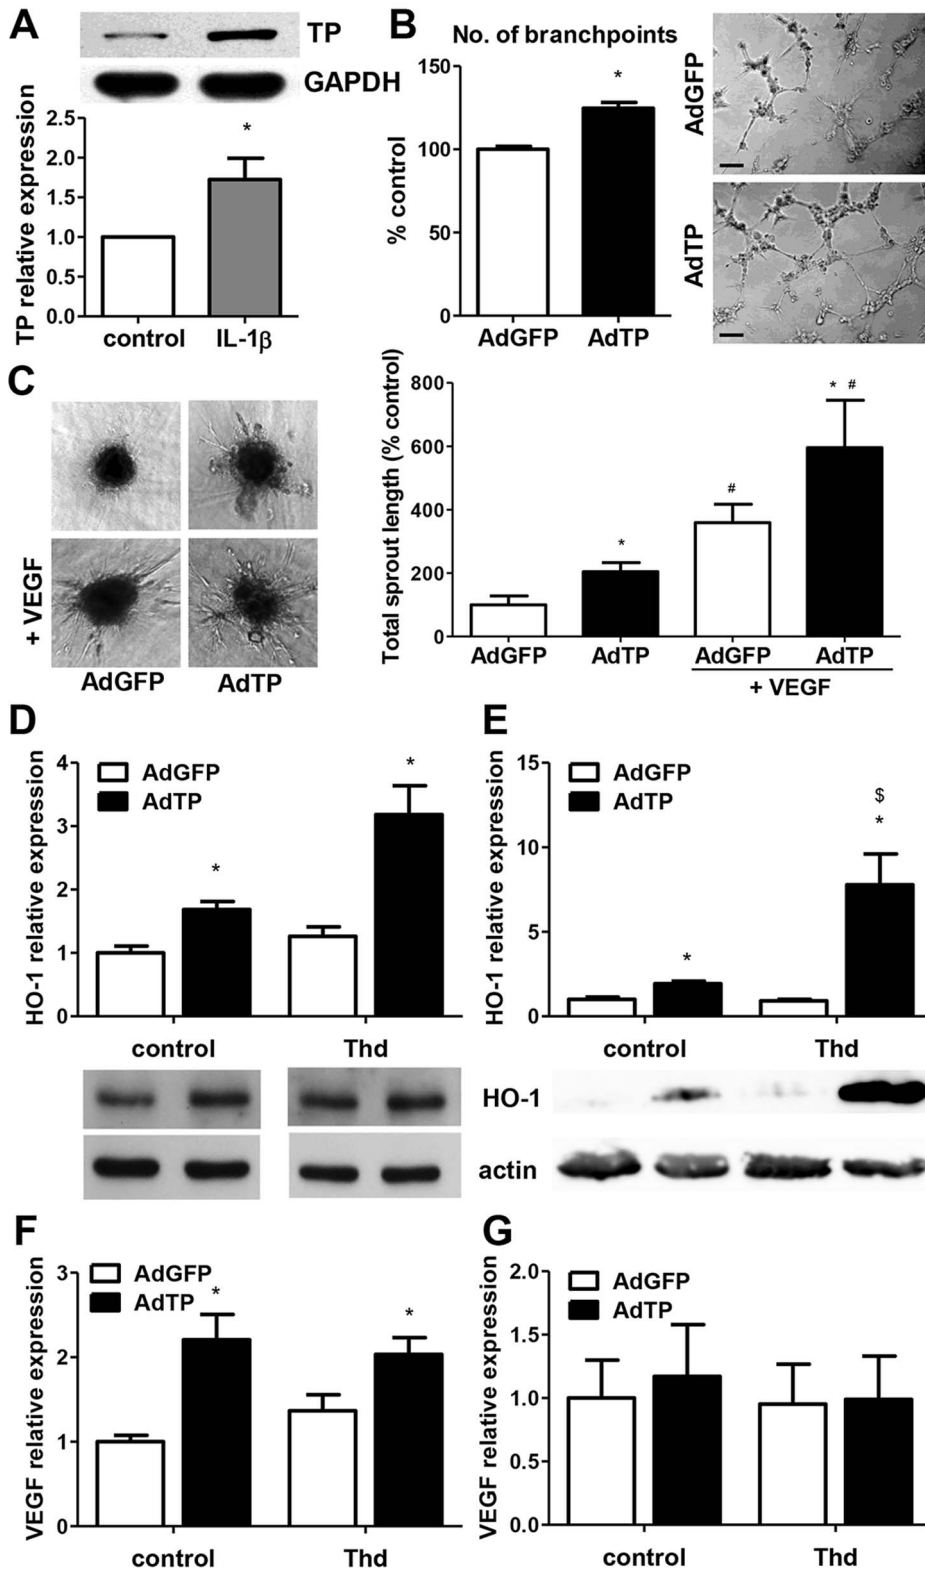 A
TP
GAPDH
TP relative expression
2.5
2.0
1.5
1.0
0.5
0.0
*
control IL-1β
B
No. of branchpoints
% control
150
100
50
0
*
AdGFP AdTP
AdGFP
AdTP
C
+ VEGF
AdGFP AdTP
Total sprout length (% control)
800
600
400
200
0
*
#
* #
AdGFP AdTP AdGFP AdTP
+ VEGF
D
HO-1 relative expression
4
3
2
1
0
AdGFP
AdTP
*
*
control Thd
E
HO-1 relative expression
15
10
5
0
AdGFP
AdTP
*
$
*
control Thd
HO-1
actin
F
VEGF relative expression
3
2
1
0
AdGFP
AdTP
*
*
control Thd
G
VEGF relative expression
2.0
1.5
1.0
0.5
0.0
AdGFP
AdTP
control Thd